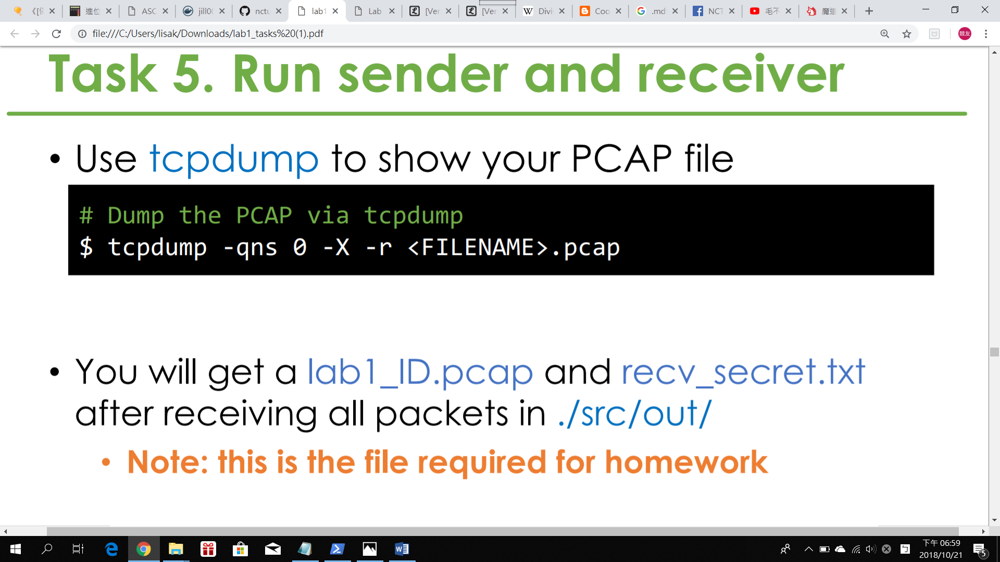 進位
ASC
jill0
nctu
lab1
Lab
[Ver
[Ver
Divi
Coo
.md
NCT
毛不
魔道
file:///C:/Users/lisak/Downloads/lab1_tasks%20(1).pdf
競友
Task 5. Run sender and receiver
• Use tcpdump to show your PCAP file
# Dump the PCAP via tcpdump
$ tcpdump -qns 0 -X -r <FILENAME>.pcap
• You will get a lab1_ID.pcap and recv_secret.txt
after receiving all packets in ./src/out/
• Note: this is the file required for homework
下午 06:59
2018/10/21
5